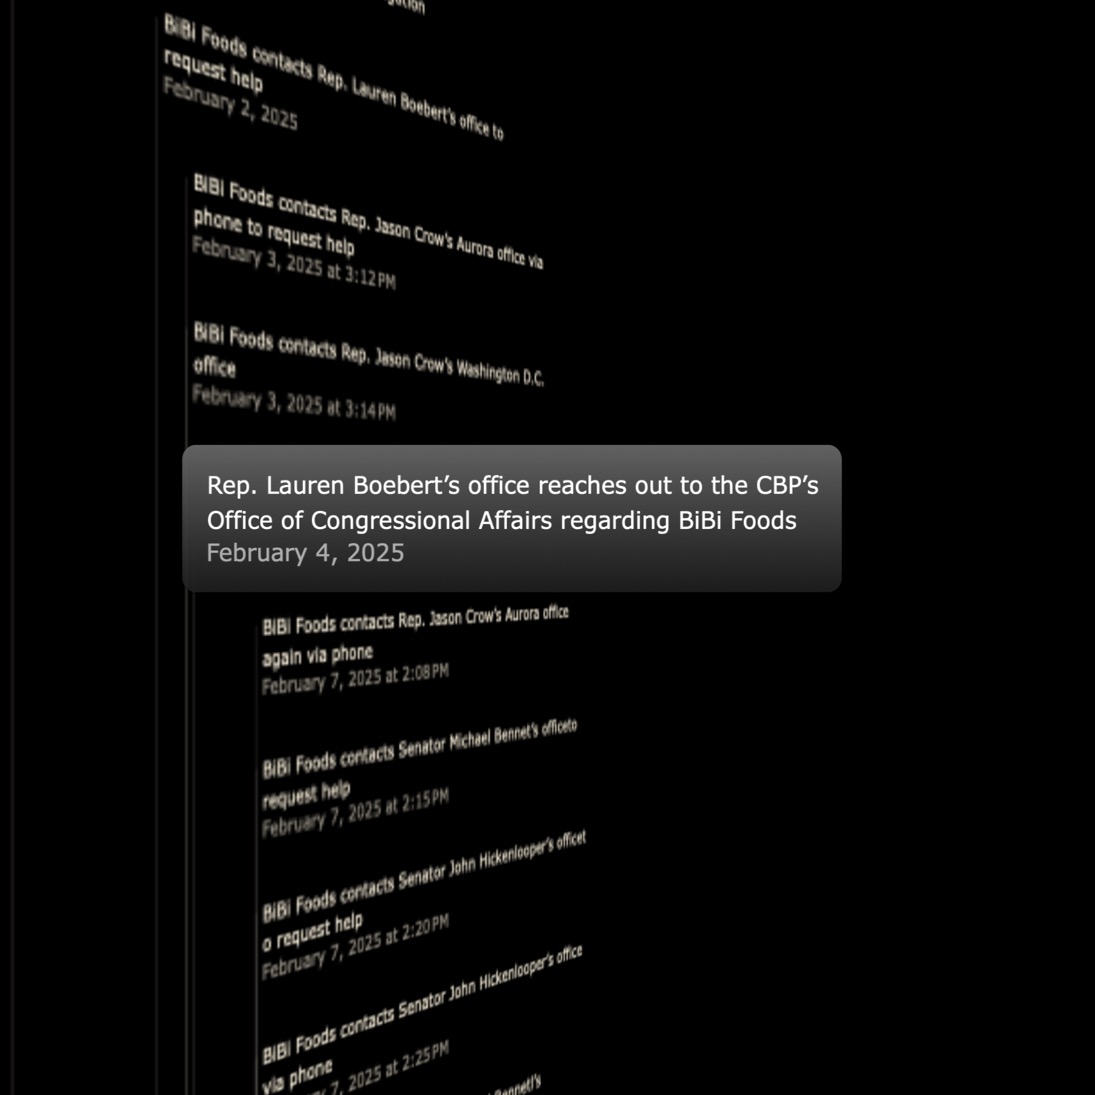 BiBi Foods contacts Rep. Lauren Boebert's office to
request help
February 2, 2025
BiBi Foods contacts Rep. Jason Crow's Aurora office via
phone to request help
February 3, 2025 at 3:12PM
BiBi Foods contacts Rep. Jason Crow's Washington D.C.
office
February 3, 2025 at 3:14PM
Rep. Lauren Boebert’s office reaches out to the CBP’s
Office of Congressional Affairs regarding BiBi Foods
February 4, 2025
BiBi Foods contacts Rep. Jason Crow's Aurora office
again via phone
February 7, 2025 at 2:08PM
BiBi Foods contacts Senator Michael Bennet's officeto
request help
February 7, 2025 at 2:15PM
BiBi Foods contacts Senator John Hickenlooper's officet
o request help
February 7, 2025 at 2:20PM
BiBi Foods contacts Senator John Hickenlooper's office
via phone
7, 2025 at 2:25PM